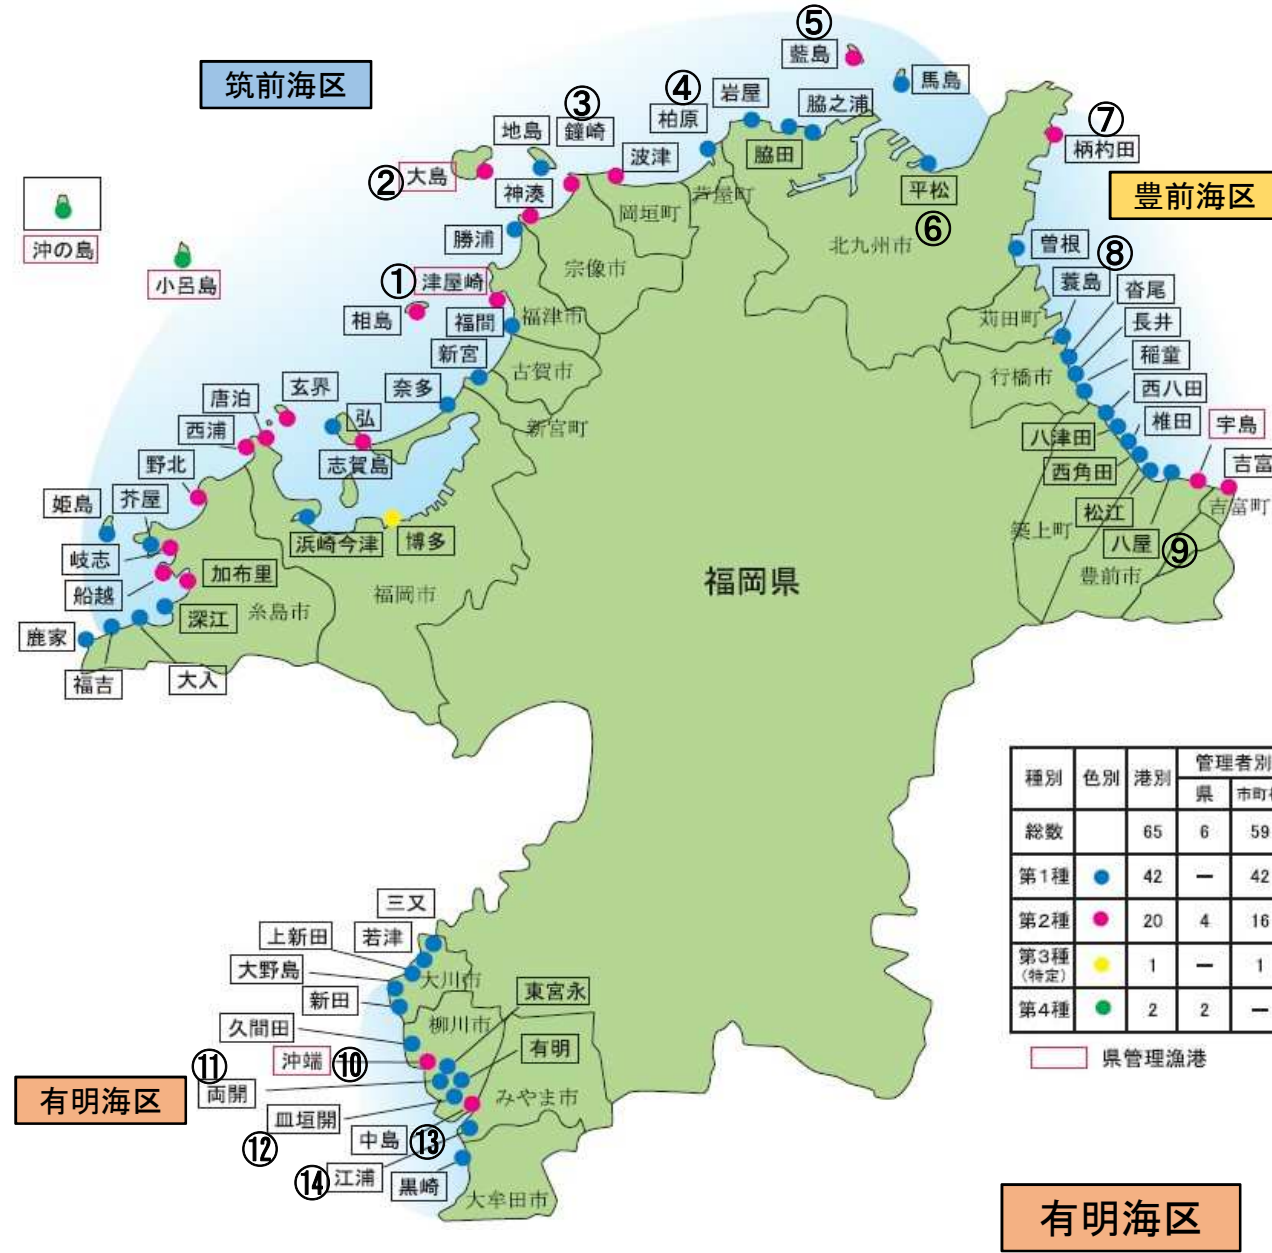 ⑤
藍島
筑前海区
馬島
③
④
岩屋
脇之浦
鐘崎
柏原
地島
⑦
波津
脇田
柄杓田
② 大島
神湊
芦屋町
平松
豊前海区
岡垣町
沖の島
勝浦
北九州市
⑥
曽根
小呂島
宗像市
⑧
① 津屋崎
蓑島
沓尾
相島
福間
福津市
苅田町
長井
新宮
稲童
古賀市
行橋市
玄界
奈多
西八田
唐泊
弘
椎田
宇島
西浦
新宮町
八津田
野北
志賀島
西角田
吉富
姫島
芥屋
松江
吉富町
浜崎今津
博多
築上町
八屋
⑨
岐志
福岡県
豊前市
船越
加布里
福岡市
深江
糸島市
鹿家
福吉
大入
種別 色別 港別 管理者別
県
総数 65 6 59
第1種 42 ー 42
第2種 20 4 16
第3種
(特定) 1 ー 1
第4種 2 2 ー
県管理漁港
三又
上新田
若津
大野島
大川市
新田
東宮永
久間田
柳川市
沖端 ⑩
有明
⑪
両開
有明海区
みやま市
皿垣開
⑫
中島 ⑬
⑭ 江浦
黒崎
大牟田市
有明海区